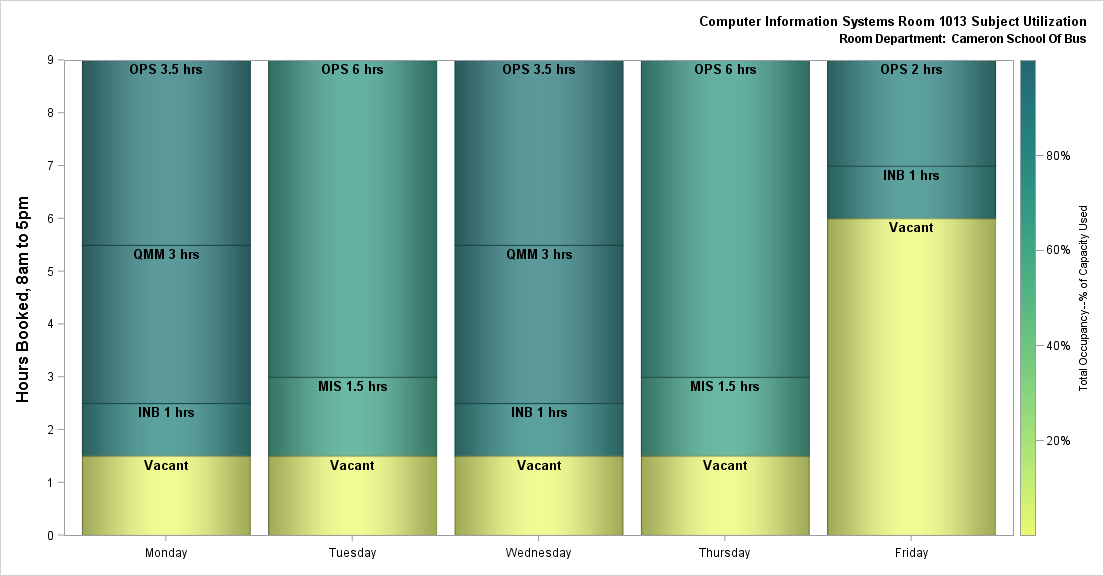 Computer Information Systems Room 1013 Subject Utilization
Room Department: Cameron School Of Bus
Hours Booked, 8am to 5pm
9
8
7
6
5
4
3
2
1
0
OPS 3.5 hrs
QMM 3 hrs
INB 1 hrs
Vacant
OPS 6 hrs
MIS 1.5 hrs
Vacant
OPS 3.5 hrs
QMM 3 hrs
INB 1 hrs
Vacant
OPS 6 hrs
MIS 1.5 hrs
Vacant
OPS 2 hrs
INB 1 hrs
Vacant
Monday
Tuesday
Wednesday
Thursday
Friday
80%
60%
40%
20%
Total Occupancy--% of Capacity Used